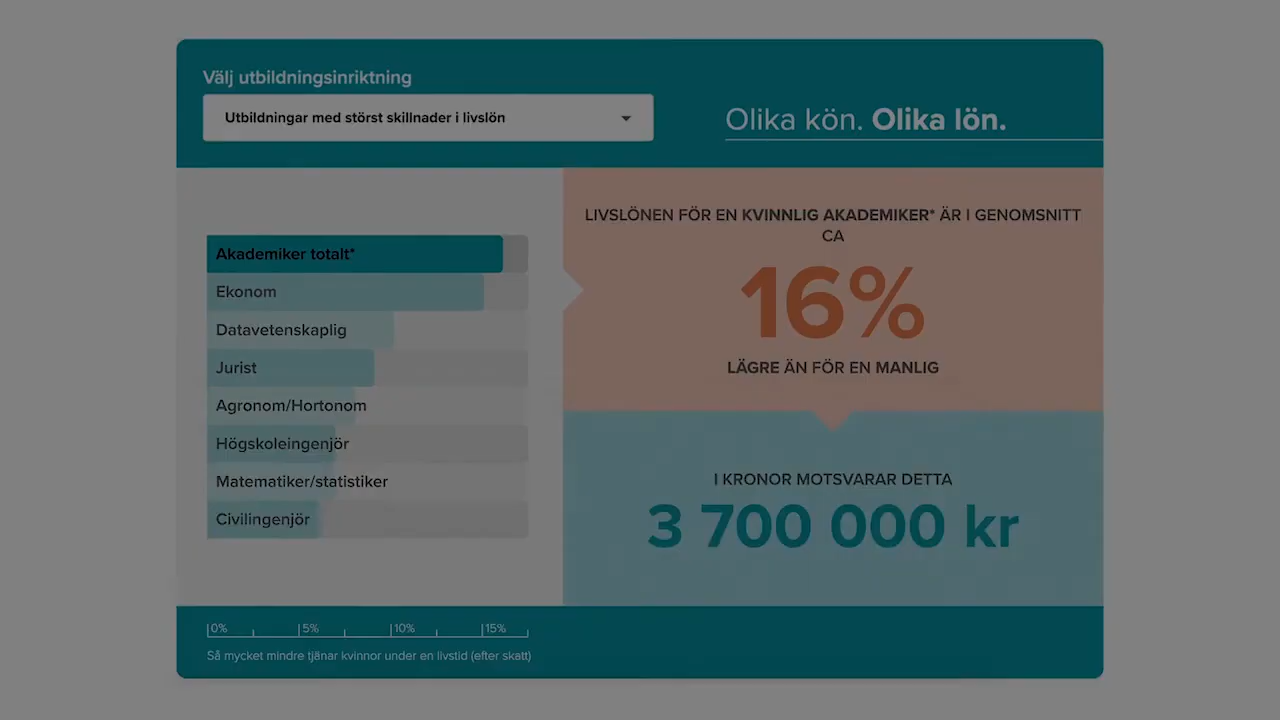 Välj utbildningsinriktning
Utbildningar med störst skillnader i livslön
Olika kön. Olika lön.
Akademiker totalt*
Ekonom
Datavetenskaplig
Jurist
Agronom/Hortonom
Högskoleingenjör
Matematiker/statistiker
Civilingenjör
LIVSLÖNEN FÖR EN KVINNLIG AKADEMIKER* ÄR I GENOMSNITT
CA
16%
LÄGRE ÄN FÖR EN MANLIG
I KRONOR MOTSVARAR DETTA
3 700 000 kr
0% 5% 10% 15%
Så mycket mindre tjänar kvinnor under en livstid (efter skatt)